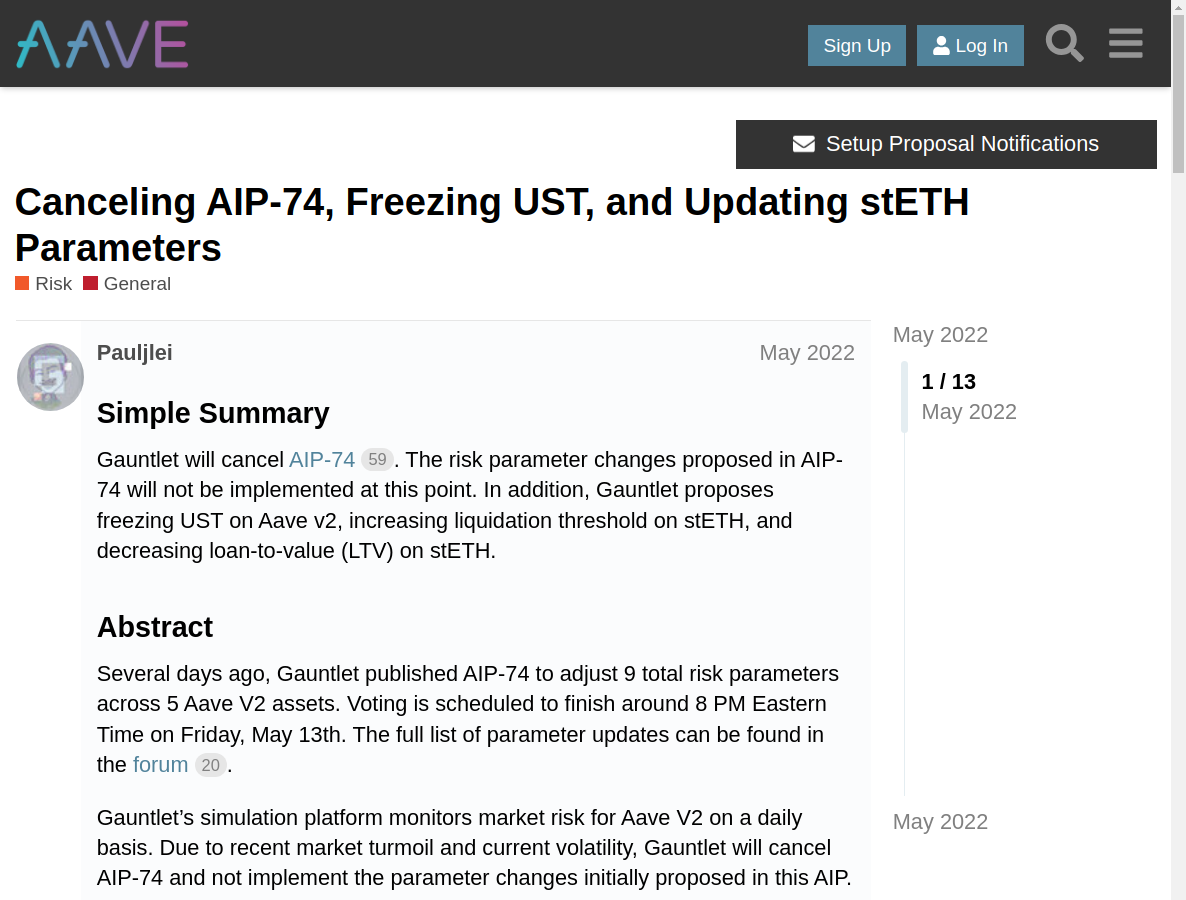 AAVE
Sign Up
Log In
Setup Proposal Notifications
Canceling AIP-74, Freezing UST, and Updating stETH
Parameters
Risk General
Pauljlei May 2022
May 2022
1 / 13
May 2022
Simple Summary
Gauntlet will cancel AIP-74 59. The risk parameter changes proposed in AIP-
74 will not be implemented at this point. In addition, Gauntlet proposes
freezing UST on Aave v2, increasing liquidation threshold on stETH, and
decreasing loan-to-value (LTV) on stETH.
Abstract
Several days ago, Gauntlet published AIP-74 to adjust 9 total risk parameters
across 5 Aave V2 assets. Voting is scheduled to finish around 8 PM Eastern
Time on Friday, May 13th. The full list of parameter updates can be found in
the forum 20.
Gauntlet’s simulation platform monitors market risk for Aave V2 on a daily
basis. Due to recent market turmoil and current volatility, Gauntlet will cancel
AIP-74 and not implement the parameter changes initially proposed in this AIP.
May 2022